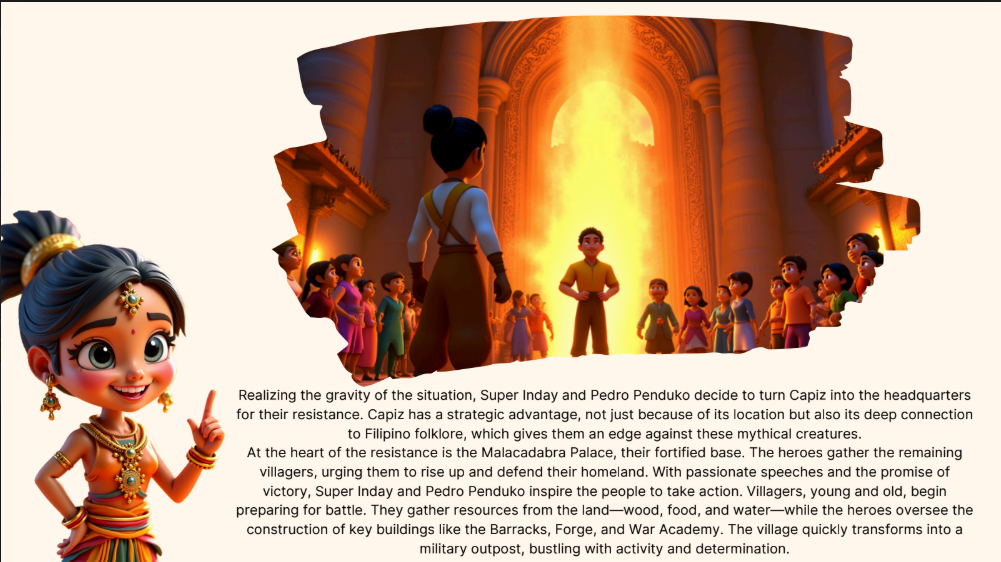 Realizing the gravity of the situation, Super Inday and Pedro Penduko decide to turn Capiz into the headquarters
for their resistance. Capiz has a strategic advantage, not just because of its location but also its deep connection
to Filipino folklore, which gives them an edge against these mythical creatures.
At the heart of the resistance is the Malacadabra Palace, their fortified base. The heroes gather the remaining
villagers, urging them to rise up and defend their homeland. With passionate speeches and the promise of
victory, Super Inday and Pedro Penduko inspire the people to take action. Villagers, young and old, begin
preparing for battle. They gather resources from the land—wood, food, and water—while the heroes oversee the
construction of key buildings like the Barracks, Forge, and War Academy. The village quickly transforms into a
military outpost, bustling with activity and determination.